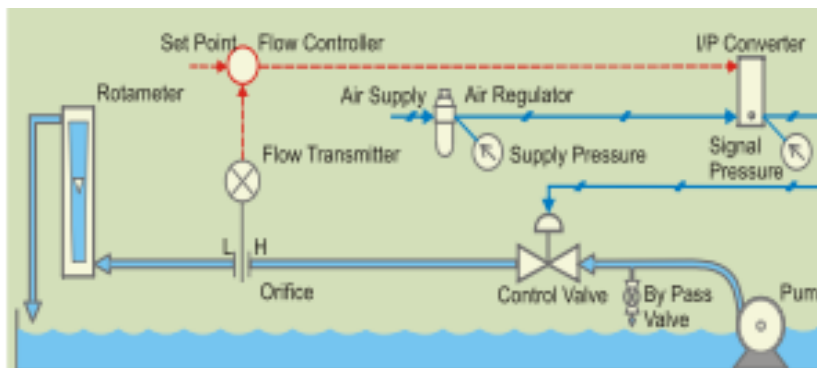 Set Point
Flow Controller
I/P Converter
Rotameter
Air Supply
Air Regulator
Flow Transmitter
Supply Pressure
Signal
Pressure
L
H
Orifice
Control Valve
By Pass
Valve
Pum